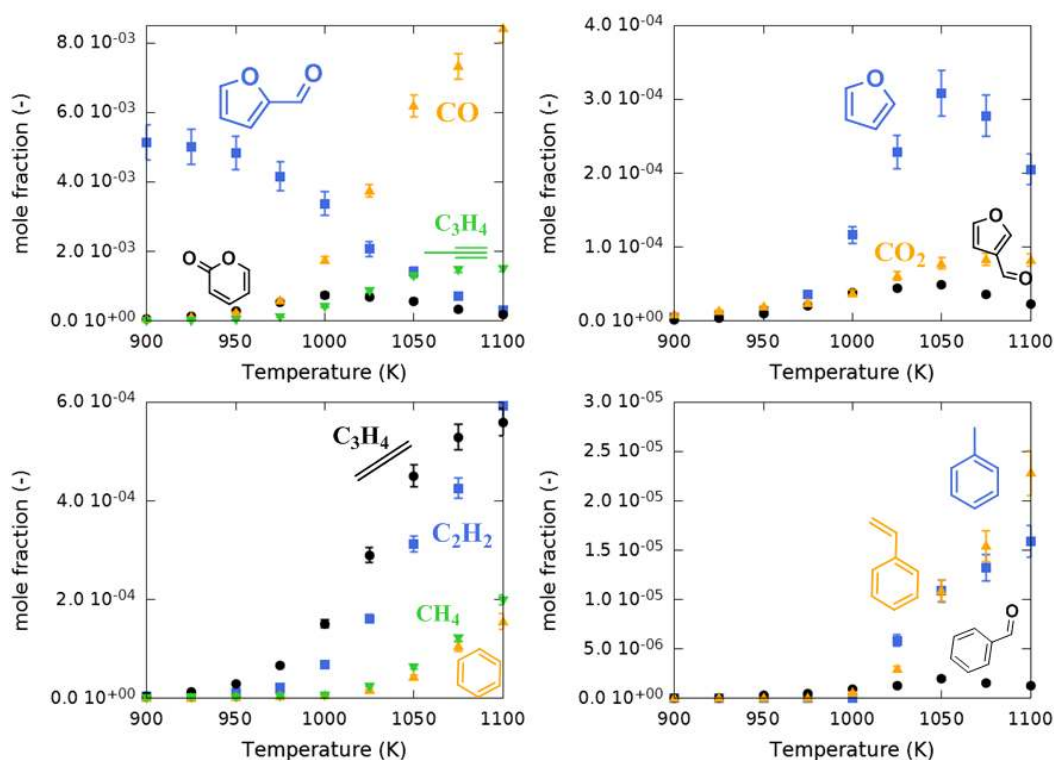 8.0 10⁻⁰³
6.0 10⁻⁰³
4.0 10⁻⁰³
2.0 10⁻⁰³
0.0 10⁺⁰⁰
mole fraction (-)
O
O
CO
C₃H₄
O
O
900
950
1000
1050
1100
Temperature (K)
4.0 10⁻⁰⁴
3.0 10⁻⁰⁴
2.0 10⁻⁰⁴
1.0 10⁻⁰⁴
0.0 10⁺⁰⁰
mole fraction (-)
O
CO₂
O
O
900
950
1000
1050
1100
Temperature (K)
6.0 10⁻⁰⁴
4.0 10⁻⁰⁴
2.0 10⁻⁰⁴
0.0 10⁺⁰⁰
mole fraction (-)
C₃H₄
C₂H₂
CH₄
900
950
1000
1050
1100
Temperature (K)
3.0 10⁻⁰⁵
2.5 10⁻⁰⁵
2.0 10⁻⁰⁵
1.5 10⁻⁰⁵
1.0 10⁻⁰⁵
5.0 10⁻⁰⁶
0.0 10⁺⁰⁰
mole fraction (-)
O
900
950
1000
1050
1100
Temperature (K)